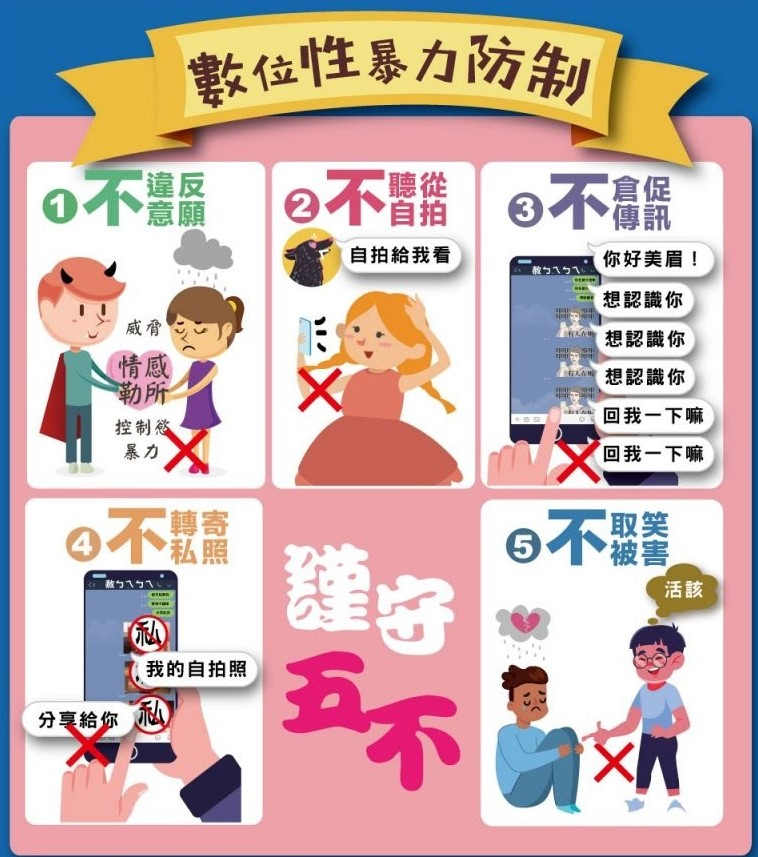 數位性暴力防制
1 不違反意願
威脅
情感勒所
控制慾
暴力
2 不聽從自拍
自拍給我看
3 不倉促傳訊
敏ㄅㄟㄟ
你好美眉！
想認識你
想認識你
想認識你
回我一下嘛
回我一下嘛
4 不轉寄私照
私
我的自拍照
分享給你
私
謹守
五不
5 不取笑被害
活該